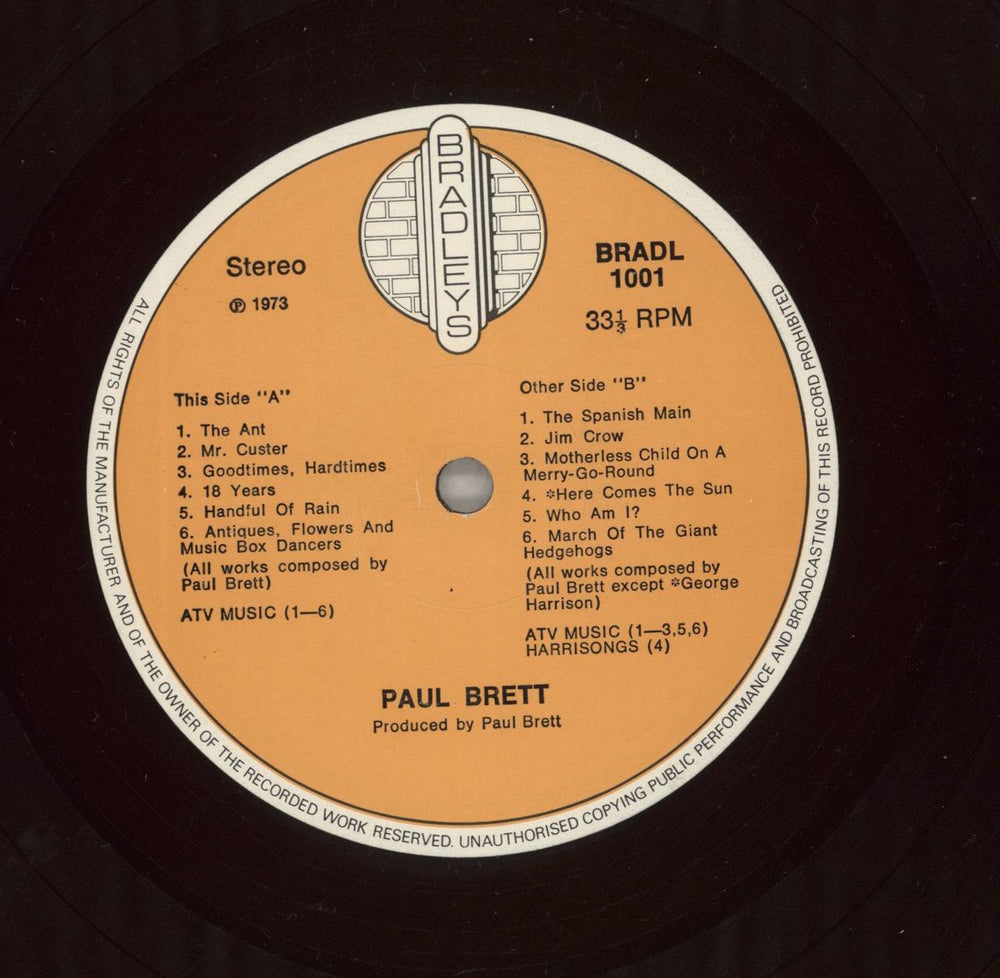 BRADLEYS
Stereo
℗ 1973
BRADL
1001
33⅓ RPM
This Side "A"
1. The Ant
2. Mr. Custer
3. Goodtimes, Hardtimes
4. 18 Years
5. Handful Of Rain
6. Antiques, Flowers And
Music Box Dancers
(All works composed by
Paul Brett)
ATV MUSIC (1—6)
Other Side "B"
1. The Spanish Main
2. Jim Crow
3. Motherless Child On A
Merry-Go-Round
4. *Here Comes The Sun
5. Who Am I?
6. March Of The Giant
Hedgehogs
(All works composed by
Paul Brett except *George
Harrison)
ATV MUSIC (1—3,5,6)
HARRISONGS (4)
PAUL BRETT
Produced by Paul Brett
ALL RIGHTS OF THE MANUFACTURER AND OF THE OWNER OF THE RECORDED WORK RESERVED. UNAUTHORISED COPYING PUBLIC PERFORMANCE AND BROADCASTING OF THIS RECORD PROHIBITED